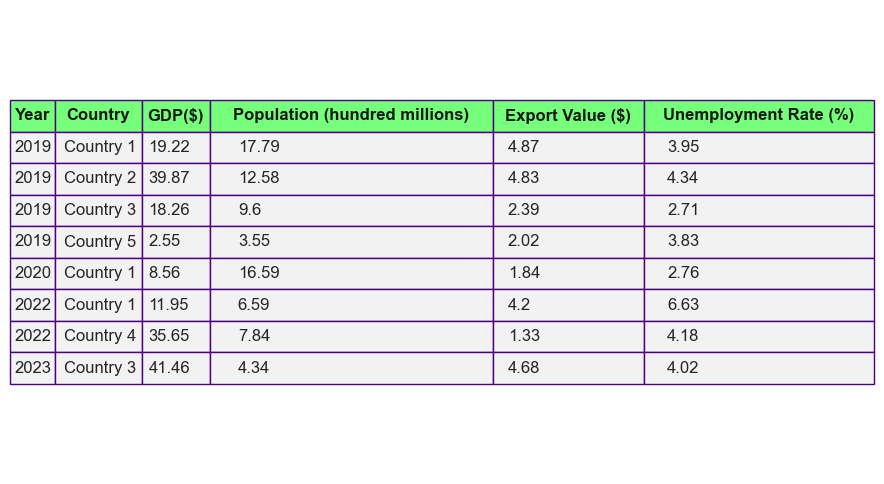 Year Country GDP($) Population (hundred millions) Export Value ($) Unemployment Rate (%)
2019 Country 1 19.22 17.79 4.87 3.95
2019 Country 2 39.87 12.58 4.83 4.34
2019 Country 3 18.26 9.6 2.39 2.71
2019 Country 5 2.55 3.55 2.02 3.83
2020 Country 1 8.56 16.59 1.84 2.76
2022 Country 1 11.95 6.59 4.2 6.63
2022 Country 4 35.65 7.84 1.33 4.18
2023 Country 3 41.46 4.34 4.68 4.02